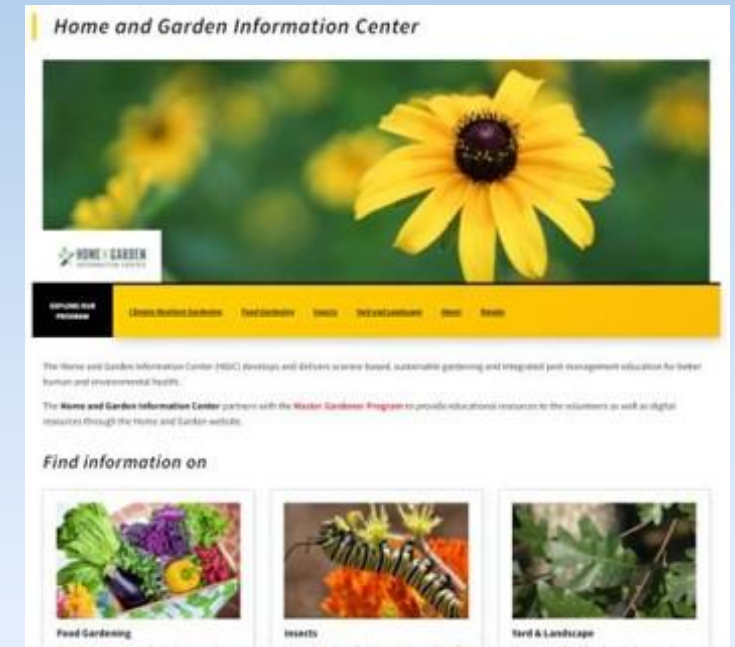 Home and Garden Information Center
HOME & GARDEN
INFORMATION CENTER
EXPLORE OUR
PROGRAM
Climate Resilient Gardening Food Gardening Insects Yard and Landscape About Donate
The Home and Garden Information Center (HGIC) develops and delivers science-based, sustainable gardening and integrated pest management education for better
human and environmental health.
The Home and Garden Information Center partners with the Master Gardener Program to provide educational resources to the volunteers as well as digital
resources through the Home and Garden website.
Find information on
Food Gardening
Insects
Yard & Landscape